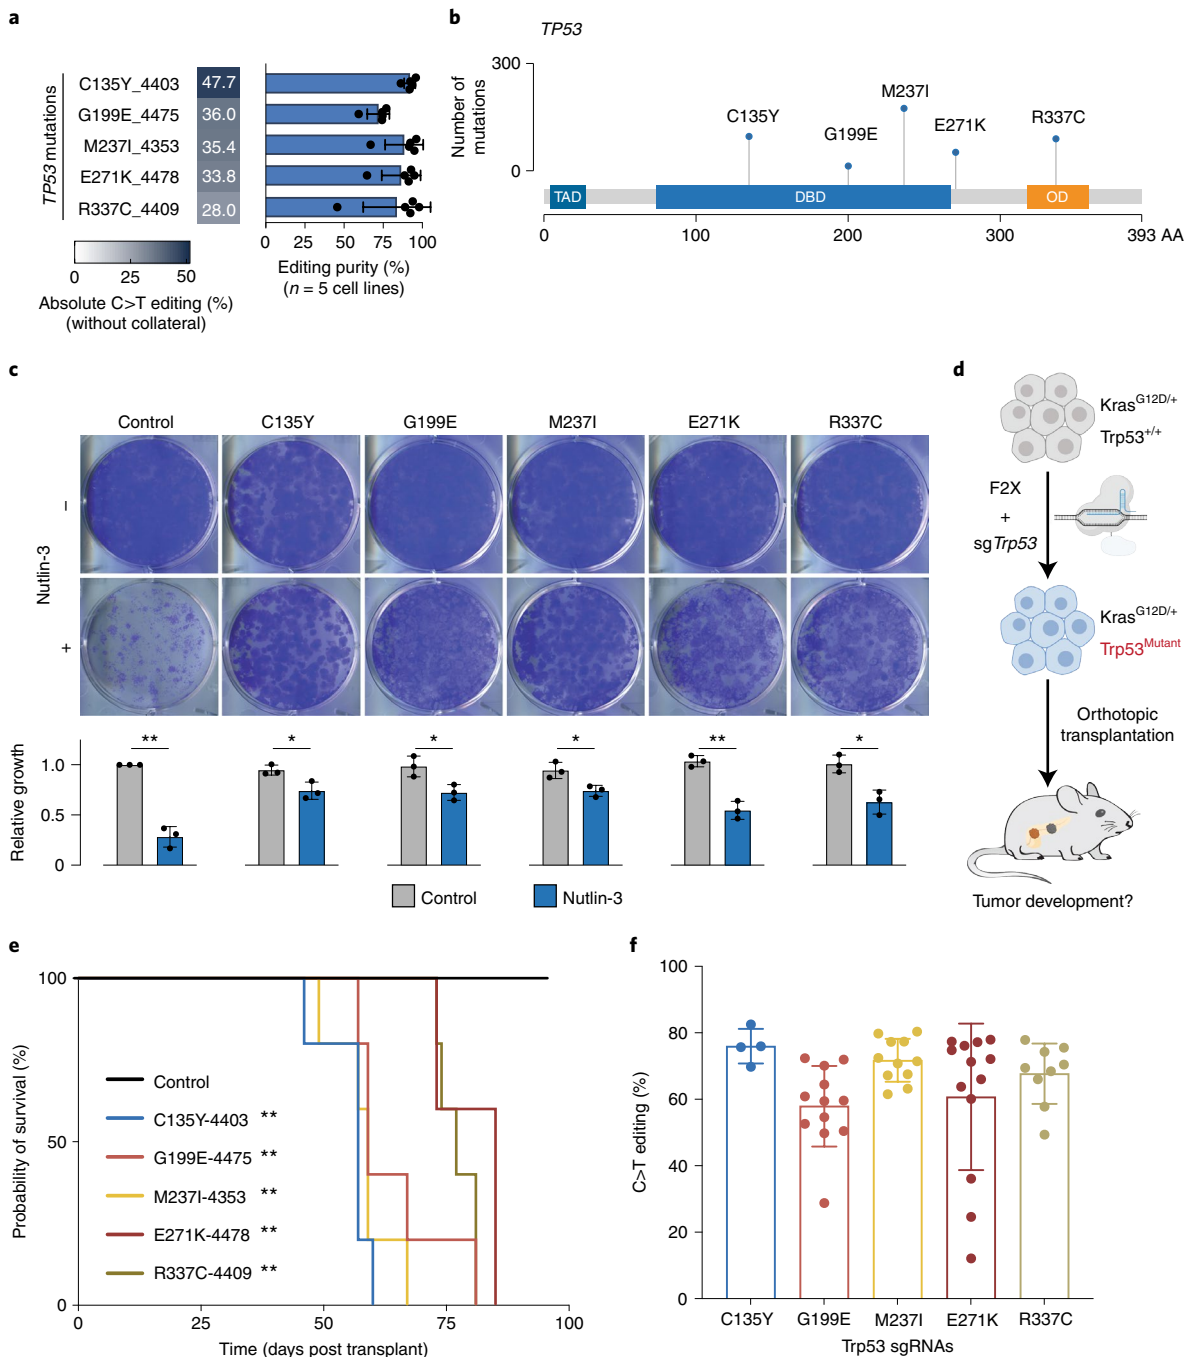 a
TP53 mutations
C135Y_4403
47.7
G199E_4475
36.0
M237I_4353
35.4
E271K_4478
33.8
R337C_4409
28.0
0 25 50
Absolute C>T editing (%)
(without collateral)
0 25 50 75 100
Editing purity (%)
(n = 5 cell lines)
b
TP53
300
0
Number of
mutations
C135Y
G199E
M237I
E271K
R337C
TAD
DBD
OD
0 100 200 300 393 AA
c
Control C135Y G199E M237I E271K R337C
Nutlin-3
–
+
** * * * ** *
Relative growth
1.0
0.5
0
Control
Nutlin-3
d
KrasG12D/+
Trp53+/+
F2X
+
sgTrp53
KrasG12D/+
Trp53Mutant
Orthotopic
transplantation
Tumor development?
e
Probability of survival (%)
100
50
0
Control
C135Y-4403 **
G199E-4475 **
M237I-4353 **
E271K-4478 **
R337C-4409 **
0 25 50 75 100
Time (days post transplant)
f
C>T editing (%)
100
80
60
40
20
0
C135Y G199E M237I E271K R337C
Trp53 sgRNAs